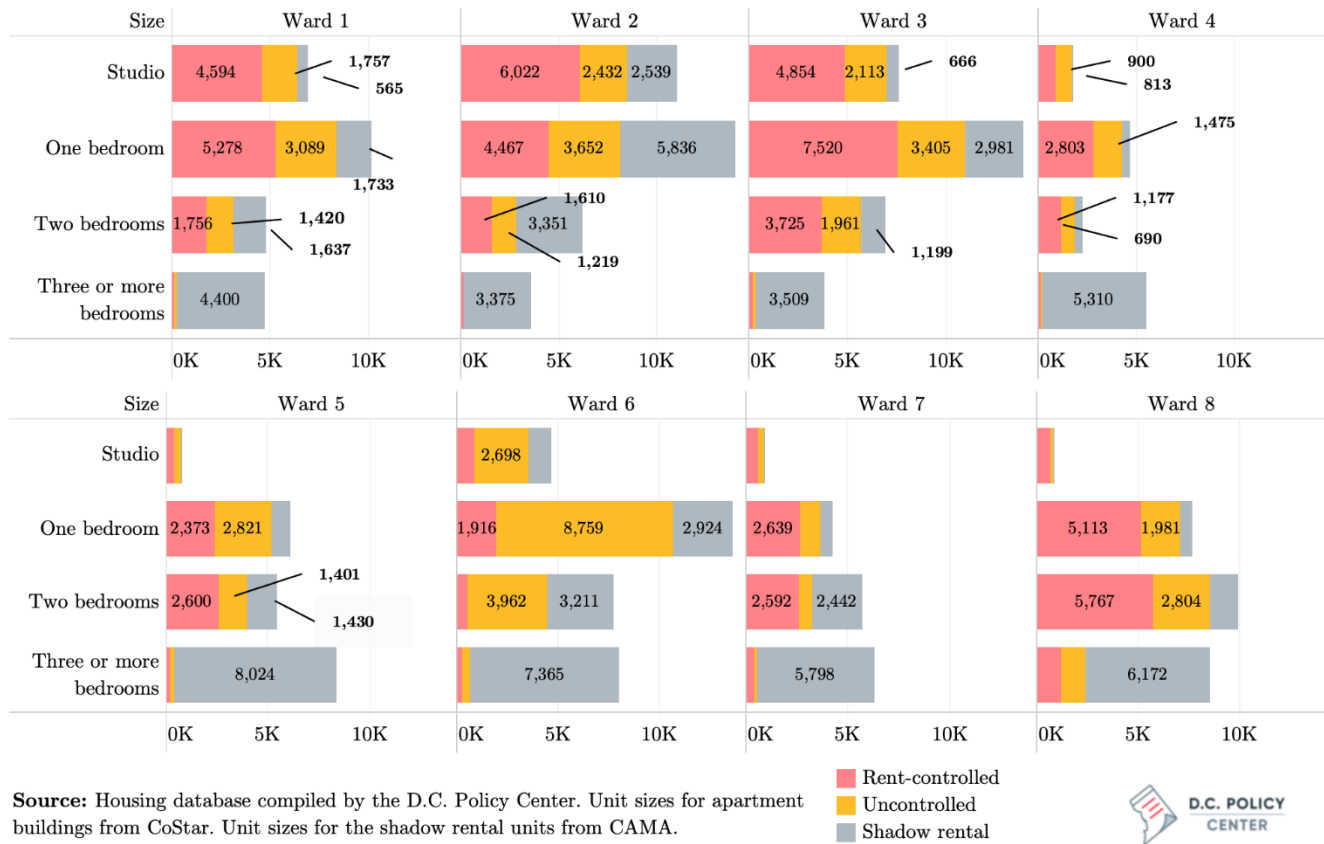 Size Ward 1 Ward 2 Ward 3 Ward 4
Studio 4,594 1,757 565 6,022 2,432 2,539 4,854 2,113 666 900 813
One bedroom 5,278 3,089 1,733 4,467 3,652 5,836 7,520 3,405 2,981 2,803 1,475
Two bedrooms 1,756 1,420 1,637 1,610 1,219 3,351 3,725 1,961 1,199 1,177 690
Three or more
bedrooms 4,400 3,375 3,509 5,310
0K 5K 10K 0K 5K 10K 0K 5K 10K 0K 5K 10K
Size Ward 5 Ward 6 Ward 7 Ward 8
Studio 2,698
One bedroom 2,373 2,821 1,916 8,759 2,924 2,639 5,113 1,981
Two bedrooms 2,600 1,401 1,430 3,962 3,211 2,592 2,442 5,767 2,804
Three or more
bedrooms 8,024 7,365 5,798 6,172
0K 5K 10K 0K 5K 10K 0K 5K 10K 0K 5K 10K
Source: Housing database compiled by the D.C. Policy Center. Unit sizes for apartment
buildings from CoStar. Unit sizes for the shadow rental units from CAMA.
Rent-controlled
Uncontrolled
Shadow rental
D.C. POLICY
CENTER